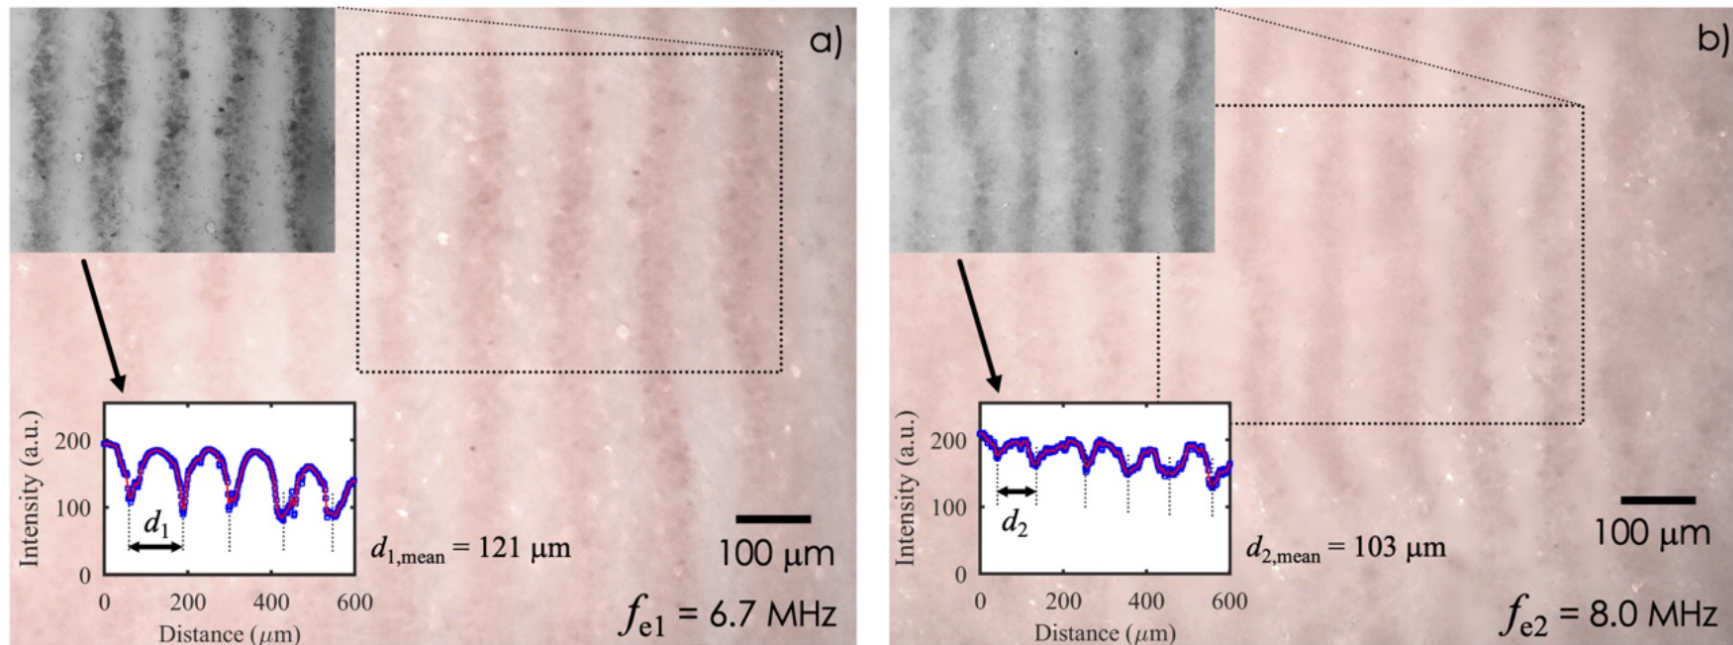 a)
200
100
0
Intensity (a.u.)
d1
0 200 400 600
Distance (μm)
d1,mean = 121 μm
100 μm
fe1 = 6.7 MHz
b)
200
100
0
Intensity (a.u.)
d2
0 200 400 600
Distance (μm)
d2,mean = 103 μm
100 μm
fe2 = 8.0 MHz